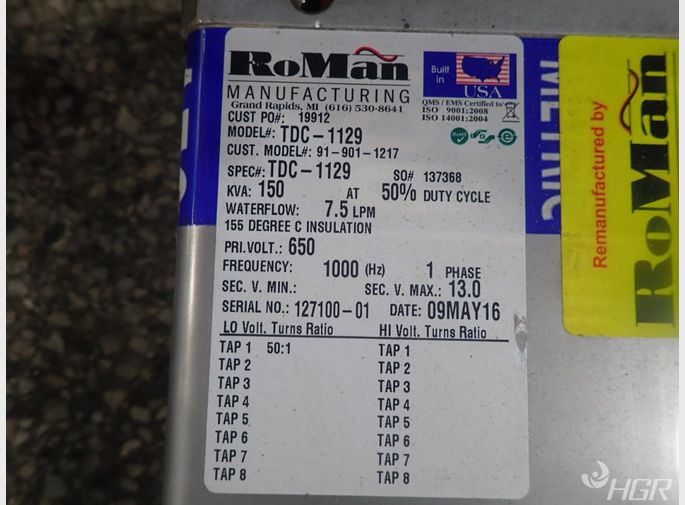 RoMan
MANUFACTURING
Grand Rapids, MI (616) 530-8641
Built in USA
QMS / EMS Certified to
ISO 9001:2008
ISO 14001:2004
CUST PO#: 19912
MODEL#: TDC-1129
CUST. MODEL#: 91-901-1217
SPEC#: TDC-1129 SO# 137368
KVA: 150 AT 50% DUTY CYCLE
WATERFLOW: 7.5 LPM
155 DEGREE C INSULATION
PRI.VOLT.: 650
FREQUENCY: 1000 (Hz) 1 PHASE
SEC. V. MIN.: SEC. V. MAX.: 13.0
SERIAL NO.: 127100-01 DATE: 09MAY16
LO Volt. Turns Ratio HI Volt. Turns Ratio
TAP 1 50:1 TAP 1
TAP 2 TAP 2
TAP 3 TAP 3
TAP 4 TAP 4
TAP 5 TAP 5
TAP 6 TAP 6
TAP 7 TAP 7
TAP 8 TAP 8
METRIC
Remanufactured by
RoMan
HGR